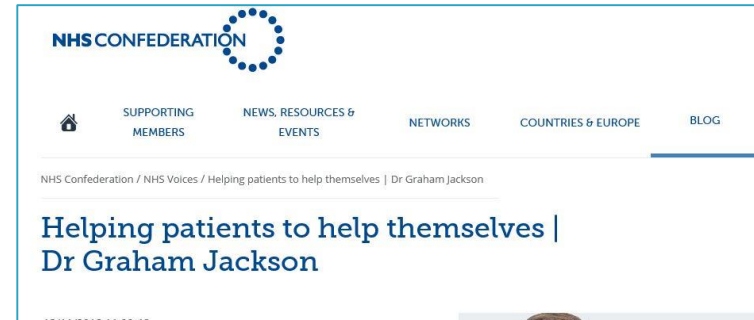 NHS CONFEDERATION
SUPPORTING
MEMBERS
NEWS, RESOURCES &
EVENTS
NETWORKS
COUNTRIES & EUROPE
BLOG
NHS Confederation / NHS Voices / Helping patients to help themselves | Dr Graham Jackson
Helping patients to help themselves |
Dr Graham Jackson